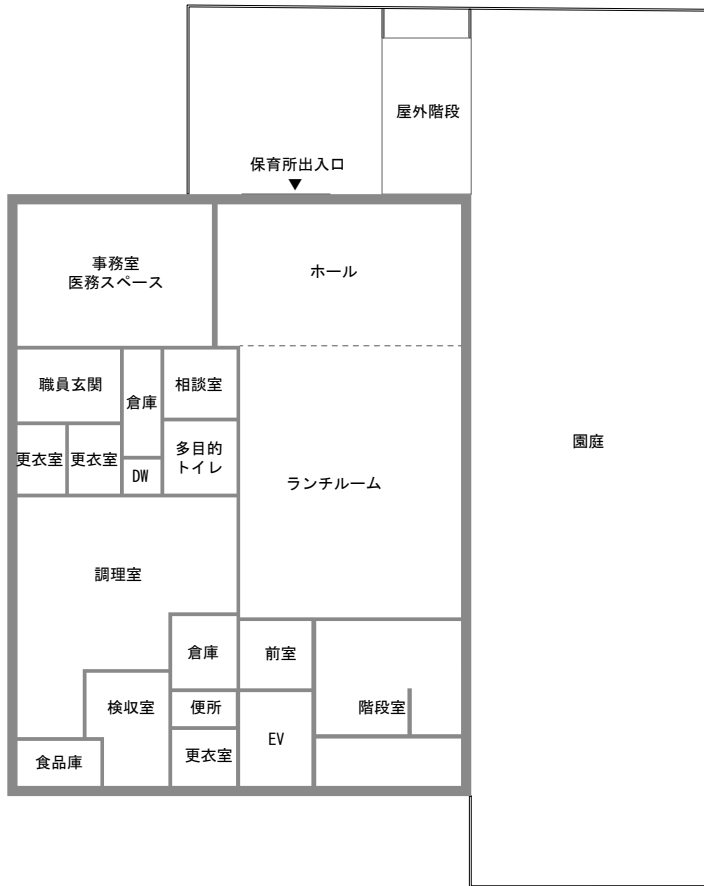 屋外階段
保育所出入口
▼
事務室
医務スペース
ホール
職員玄関
倉庫
相談室
更衣室
更衣室
DW
多目的
トイレ
ランチルーム
園庭
調理室
倉庫
前室
検収室
便所
階段室
食品庫
更衣室
EV